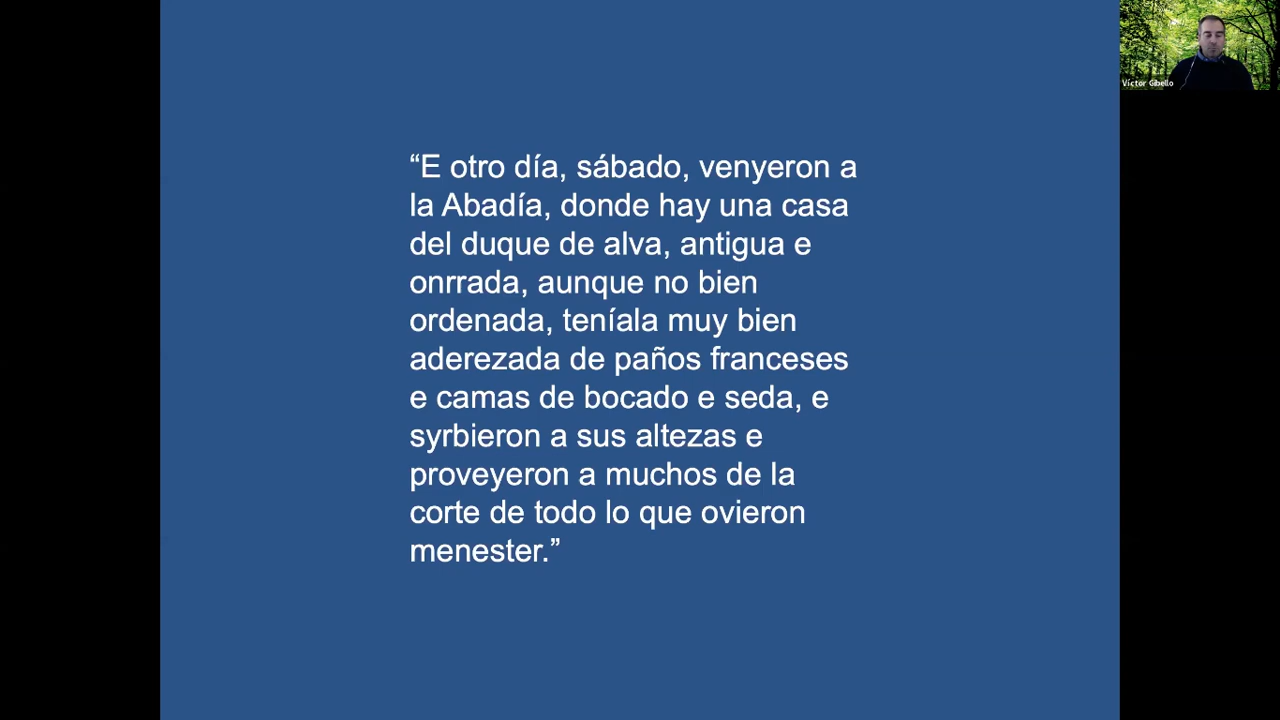 Víctor Gibello
“E otro día, sábado, venyeron a
la Abadía, donde hay una casa
del duque de alva, antigua e
onrrada, aunque no bien
ordenada, teníala muy bien
aderezada de paños franceses
e camas de bocado e seda, e
syrbieron a sus altezas e
proveyeron a muchos de la
corte de todo lo que ovieron
menester.”